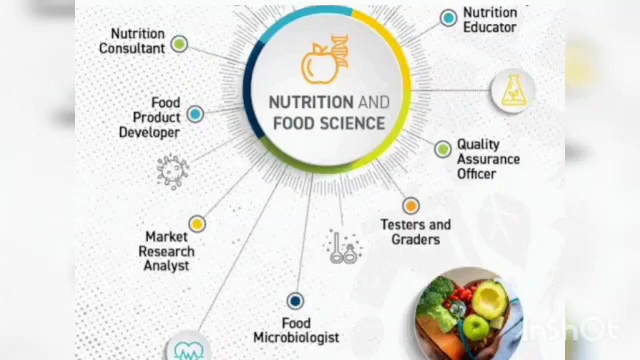 Nutrition
Educator
Nutrition
Consultant
NUTRITION AND
FOOD SCIENCE
Food
Product
Developer
Quality
Assurance
Officer
Testers and
Graders
Market
Research
Analyst
Food
Microbiologist
InShOt